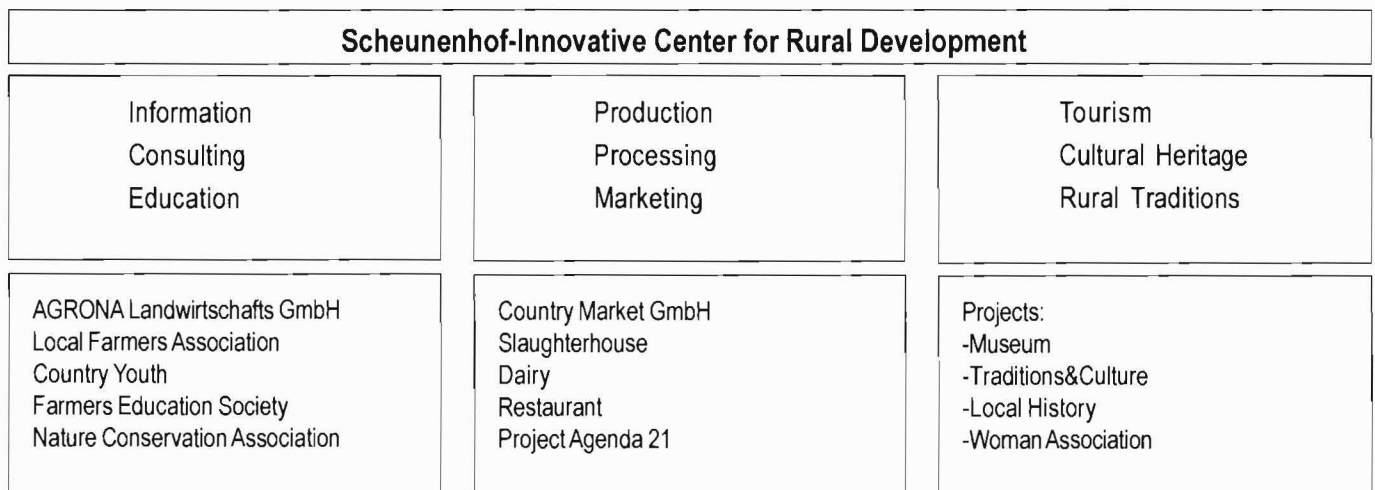 Scheunenhof-Innovative Center for Rural Development
Information
Consulting
Education
Production
Processing
Marketing
Tourism
Cultural Heritage
Rural Traditions
AGRONA Landwirtschafts GmbH
Local Farmers Association
Country Youth
Farmers Education Society
Nature Conservation Association
Country Market GmbH
Slaughterhouse
Dairy
Restaurant
Project Agenda 21
Projects:
-Museum
-Traditions&Culture
-Local History
-Woman Association